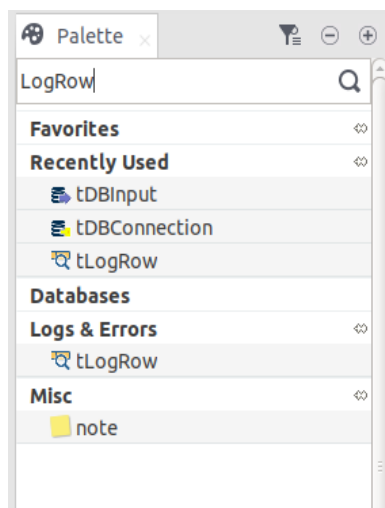 Palette
LogRow
Favorites
Recently Used
tDBInput
tDBConnection
tLogRow
Databases
Logs & Errors
tLogRow
Misc
note